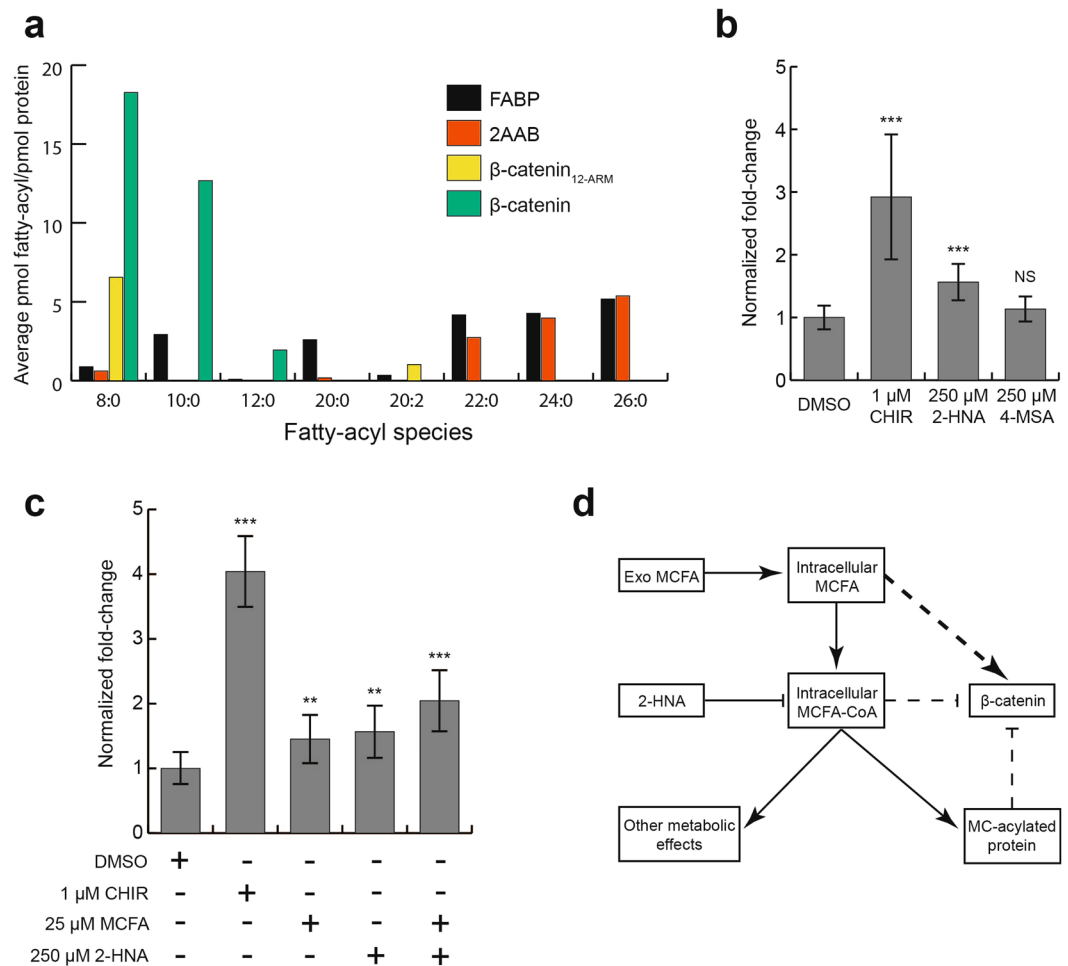 a
Average pmol fatty-acyl/pmol protein
20
15
10
5
0
FABP
2AAB
β-catenin12-ARM
β-catenin
8:0 10:0 12:0 20:0 20:2 22:0 24:0 26:0
Fatty-acyl species
b
Normalized fold-change
5
4
3
2
1
0
***
***
NS
DMSO
1 µM
CHIR
250 µM
2-HNA
250 µM
4-MSA
c
Normalized fold-change
5
4
3
2
1
0
***
**
**
***
DMSO + - - - -
1 µM CHIR - + - - -
25 µM MCFA - - + - +
250 µM 2-HNA - - - + +
d
Exo MCFA
Intracellular
MCFA
2-HNA
Intracellular
MCFA-CoA
β-catenin
Other metabolic
effects
MC-acylated
protein